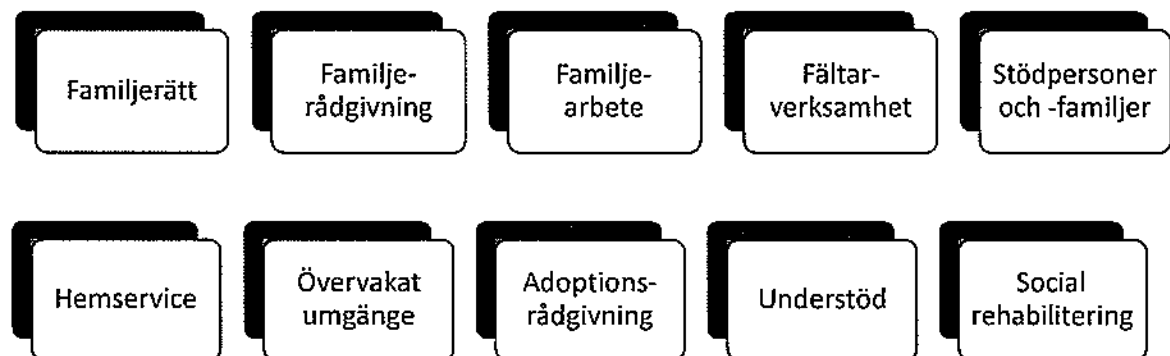 Familjerätt
Familje-
rådgivning
Familje-
arbete
Fältar-
verksamhet
Stödpersoner
och -familjer
Hemservice
Övervakat
umgänge
Adoptions-
rådgivning
Understöd
Social
rehabilitering